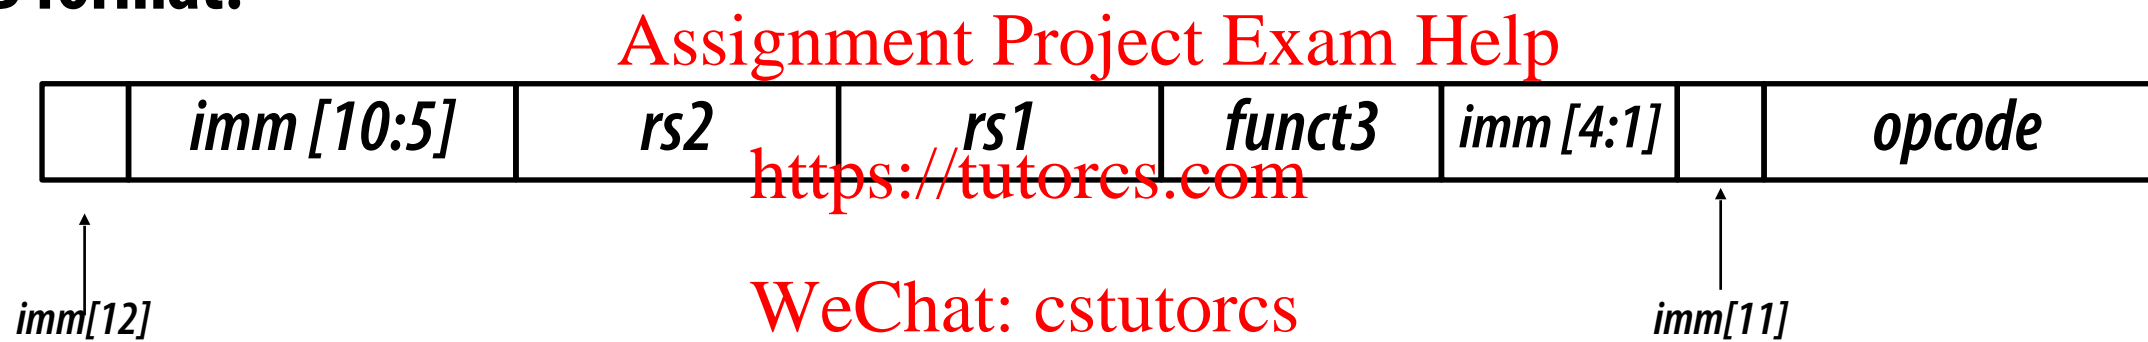 format:
Assignment Project Exam Help
imm [10:5] rs2 rs1 funct3 imm [4:1] opcode
https://tutorcs.com
imm[12] WeChat: cstutorcs imm[11]